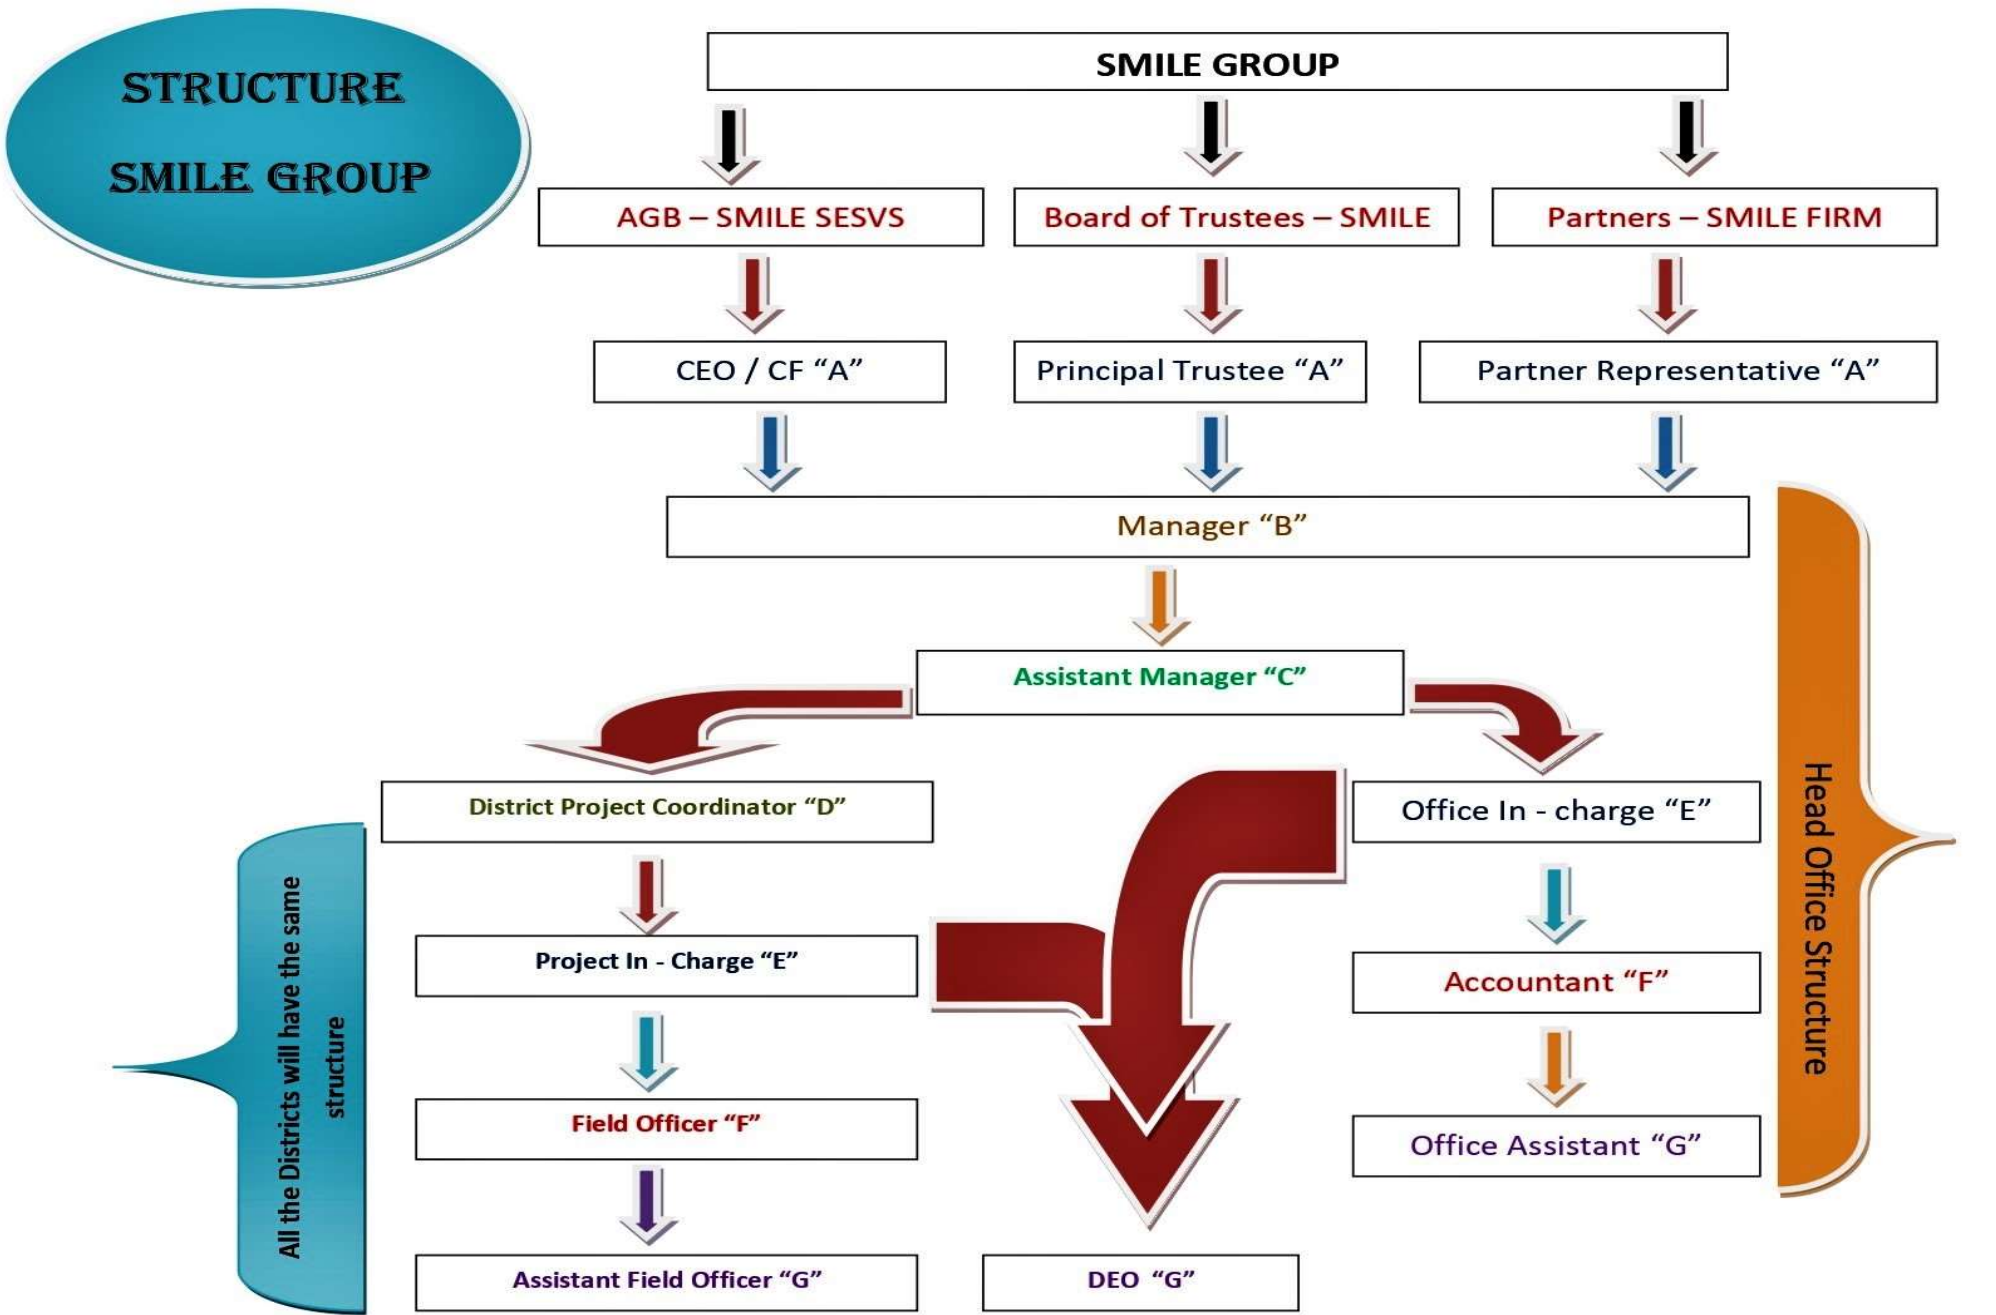 STRUCTURE
SMILE GROUP
SMILE GROUP
AGB – SMILE SESVS
Board of Trustees – SMILE
Partners – SMILE FIRM
CEO / CF “A”
Principal Trustee “A”
Partner Representative “A”
Manager “B”
Assistant Manager “C”
District Project Coordinator “D”
Office In - charge “E”
Project In - Charge “E”
Accountant “F”
Field Officer “F”
Office Assistant “G”
Assistant Field Officer “G”
DEO “G”
All the Districts will have the same
structure
Head Office Structure